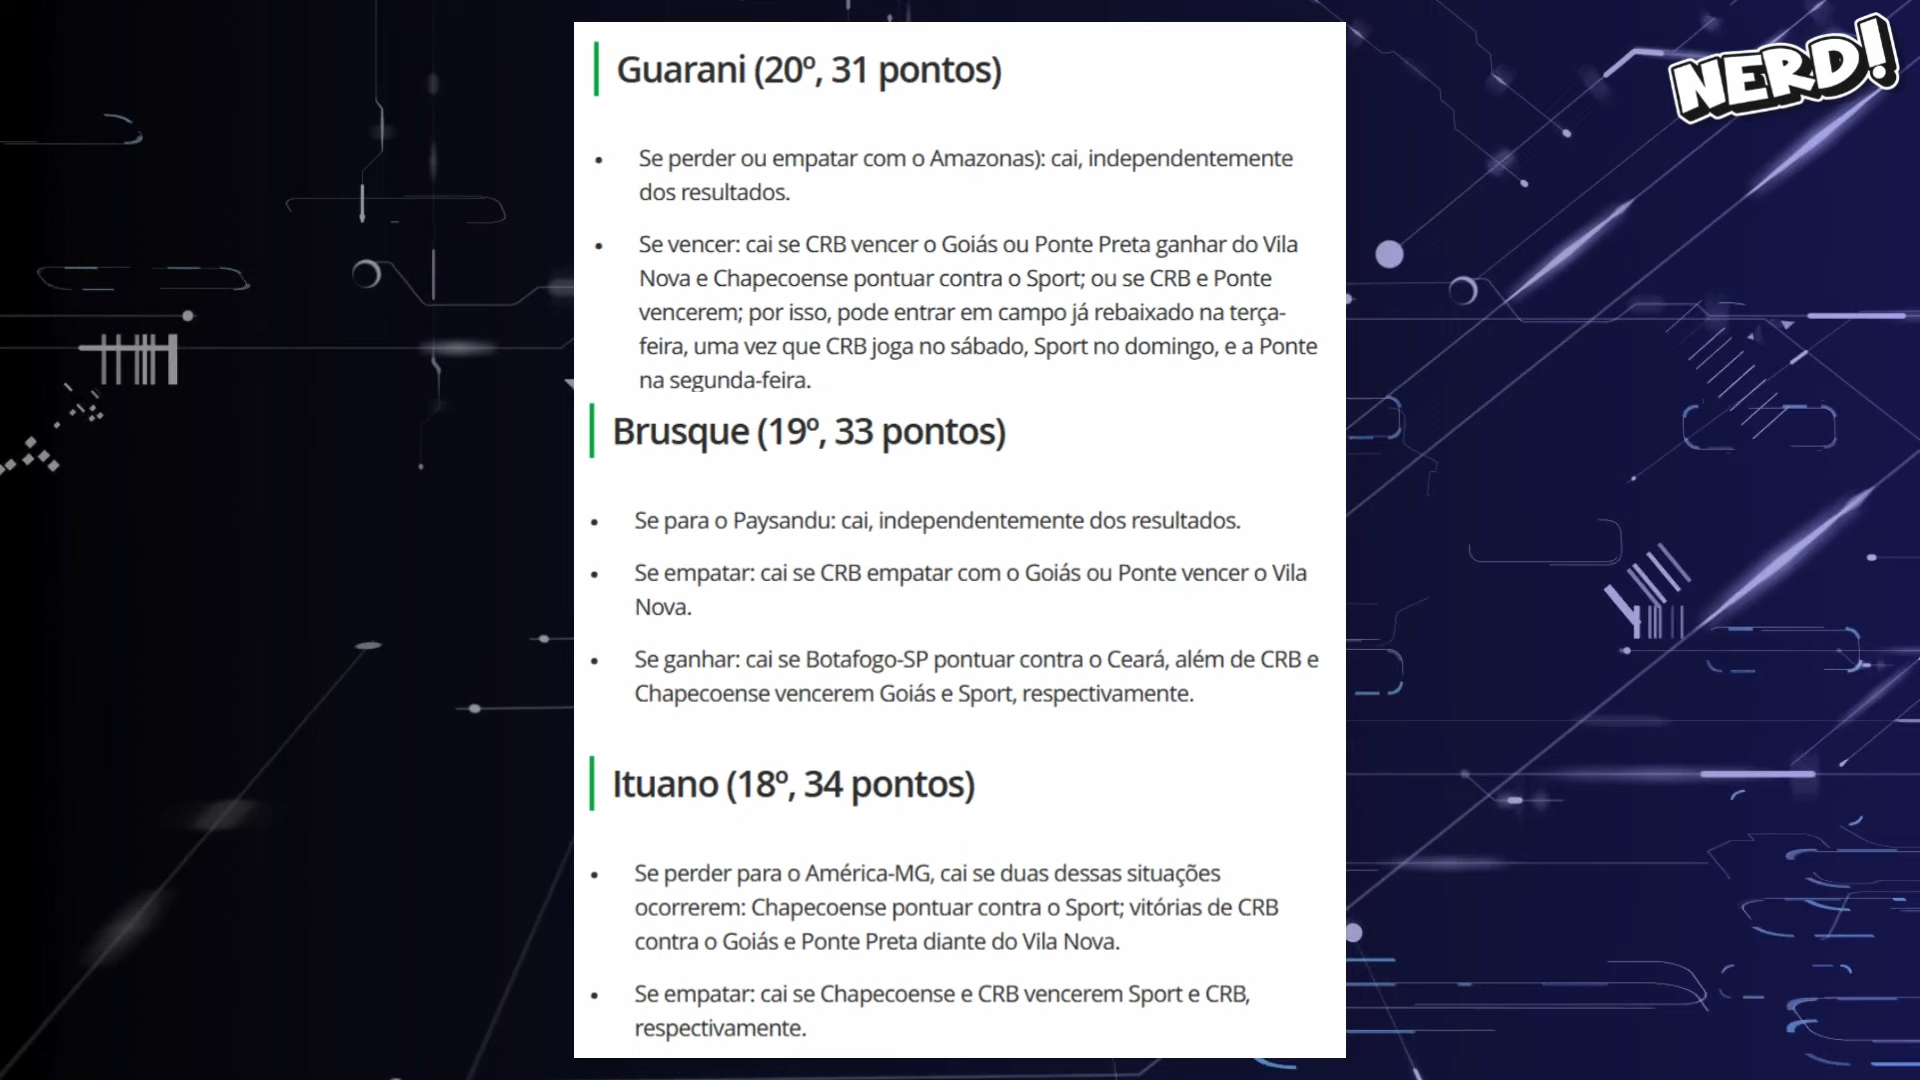 NERD!
Guarani (20º, 31 pontos)
• Se perder ou empatar com o Amazonas): cai, independentemente
dos resultados.
• Se vencer: cai se CRB vencer o Goiás ou Ponte Preta ganhar do Vila
Nova e Chapecoense pontuar contra o Sport; ou se CRB e Ponte
vencerem; por isso, pode entrar em campo já rebaixado na terça-
feira, uma vez que CRB joga no sábado, Sport no domingo, e a Ponte
na segunda-feira.
Brusque (19º, 33 pontos)
• Se para o Paysandu: cai, independentemente dos resultados.
• Se empatar: cai se CRB empatar com o Goiás ou Ponte vencer o Vila
Nova.
• Se ganhar: cai se Botafogo-SP pontuar contra o Ceará, além de CRB e
Chapecoense vencerem Goiás e Sport, respectivamente.
Ituano (18º, 34 pontos)
• Se perder para o América-MG, cai se duas dessas situações
ocorrerem: Chapecoense pontuar contra o Sport; vitórias de CRB
contra o Goiás e Ponte Preta diante do Vila Nova.
• Se empatar: cai se Chapecoense e CRB vencerem Sport e CRB,
respectivamente.